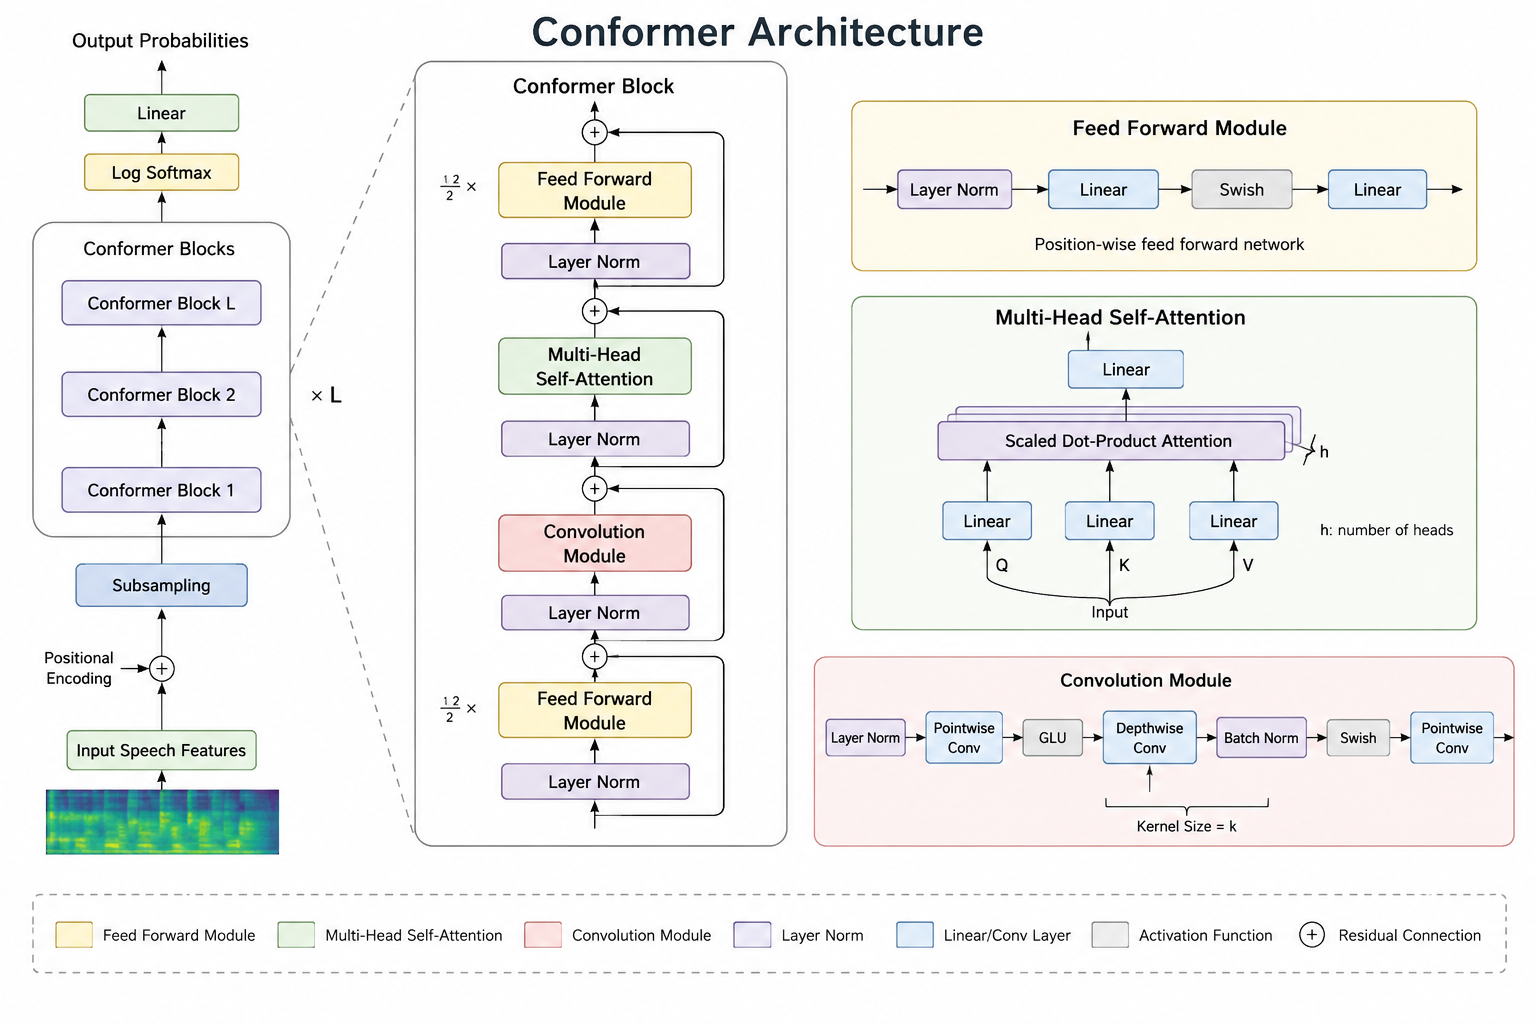 Conformer Architecture
Output Probabilities
Linear
Log Softmax
Conformer Blocks
Conformer Block L
Conformer Block 2
Conformer Block 1
× L
Subsampling
Positional
Encoding
+
Input Speech Features
Conformer Block
+
1 2
2
×
Feed Forward
Module
Layer Norm
+
Multi-Head
Self-Attention
Layer Norm
+
Convolution
Module
Layer Norm
+
1 2
2
×
Feed Forward
Module
Layer Norm
Feed Forward Module
Layer Norm
Linear
Swish
Linear
Position-wise feed forward network
Multi-Head Self-Attention
Linear
Scaled Dot-Product Attention
h
Linear
Linear
Linear
h: number of heads
Q
K
V
Input
Convolution Module
Layer Norm
Pointwise
Conv
GLU
Depthwise
Conv
Batch Norm
Swish
Pointwise
Conv
Kernel Size = k
Feed Forward Module
Multi-Head Self-Attention
Convolution Module
Layer Norm
Linear/Conv Layer
Activation Function
+
Residual Connection